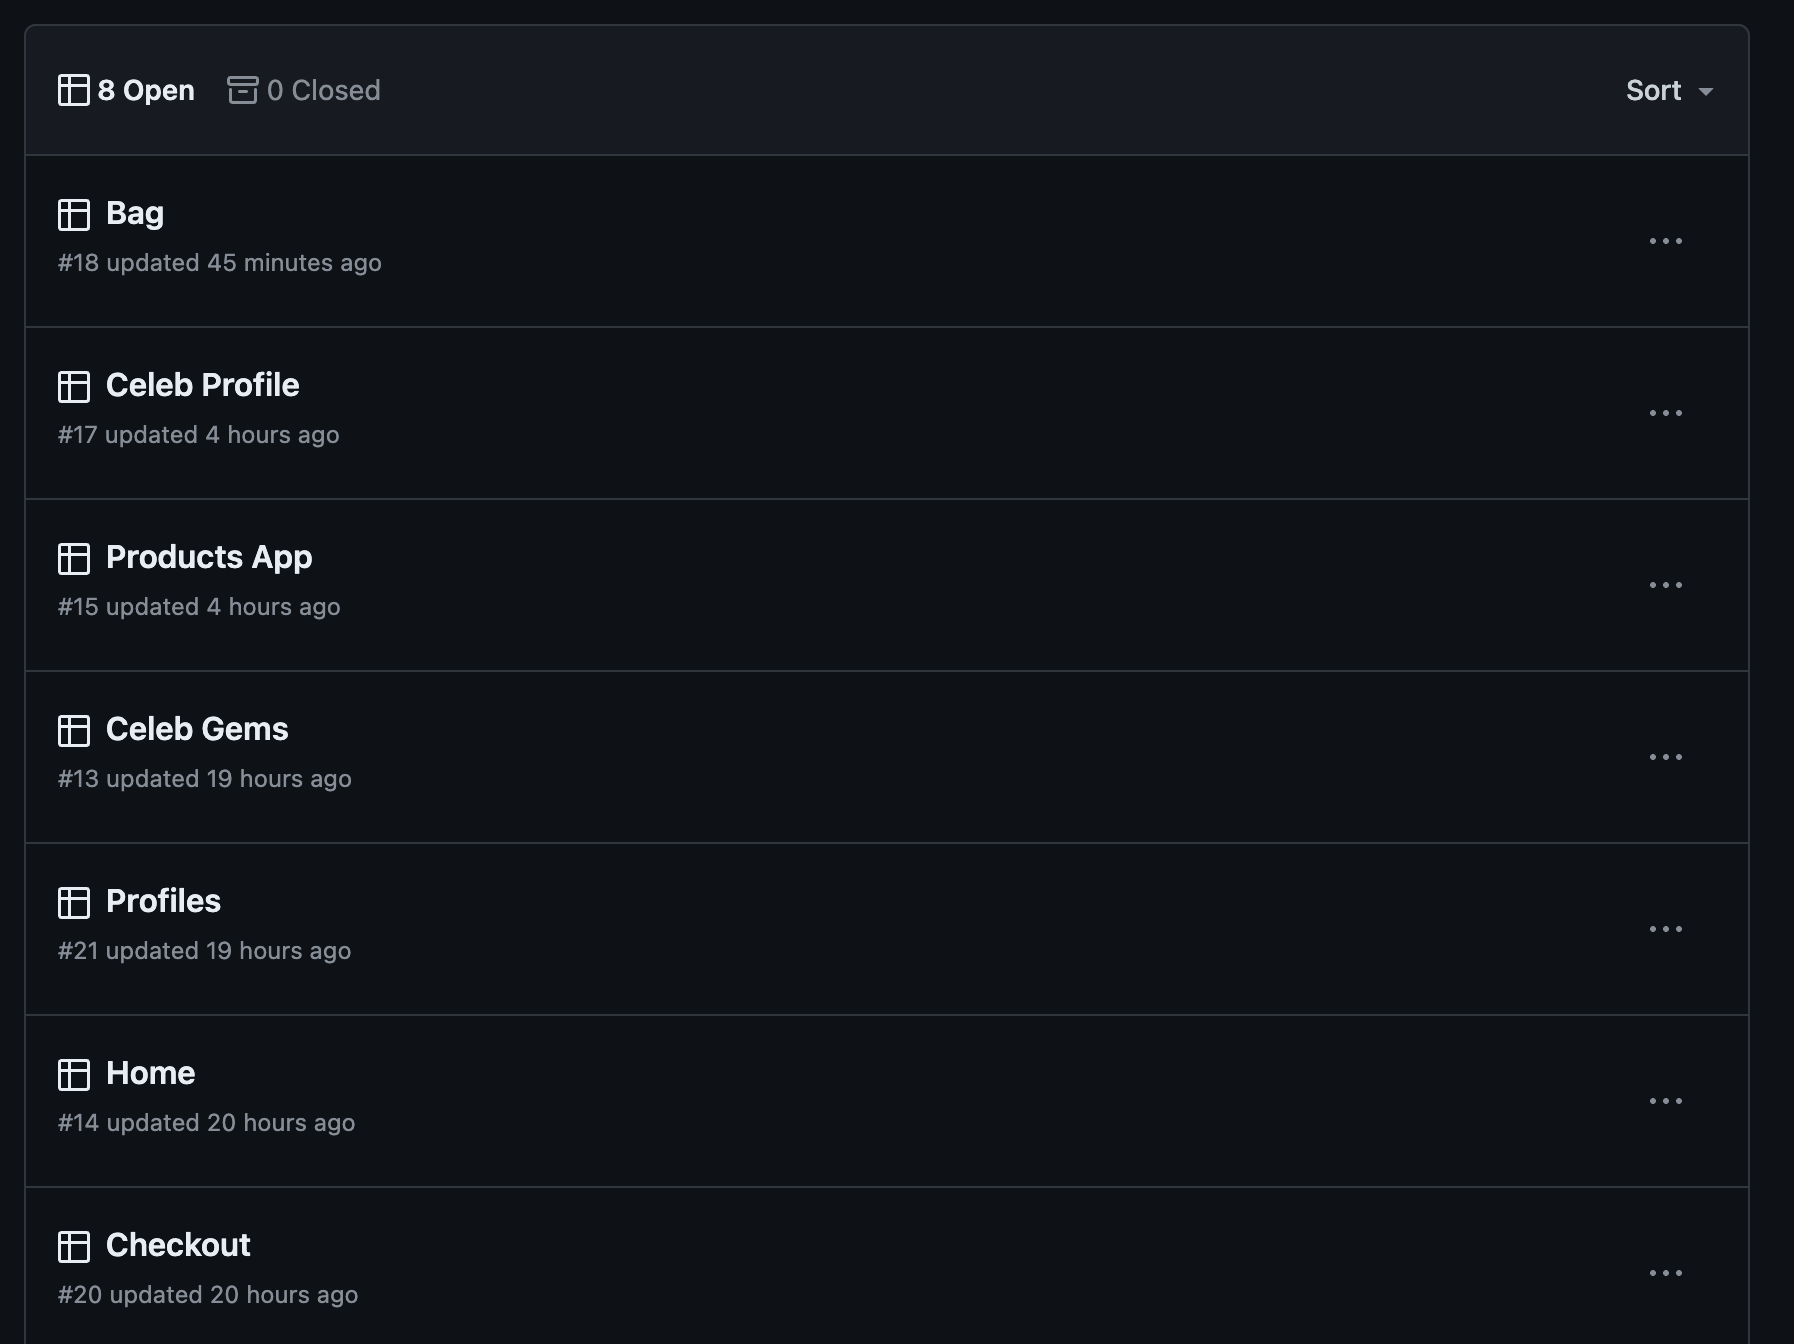 8 Open 0 Closed Sort
Bag
#18 updated 45 minutes ago
Celeb Profile
#17 updated 4 hours ago
Products App
#15 updated 4 hours ago
Celeb Gems
#13 updated 19 hours ago
Profiles
#21 updated 19 hours ago
Home
#14 updated 20 hours ago
Checkout
#20 updated 20 hours ago